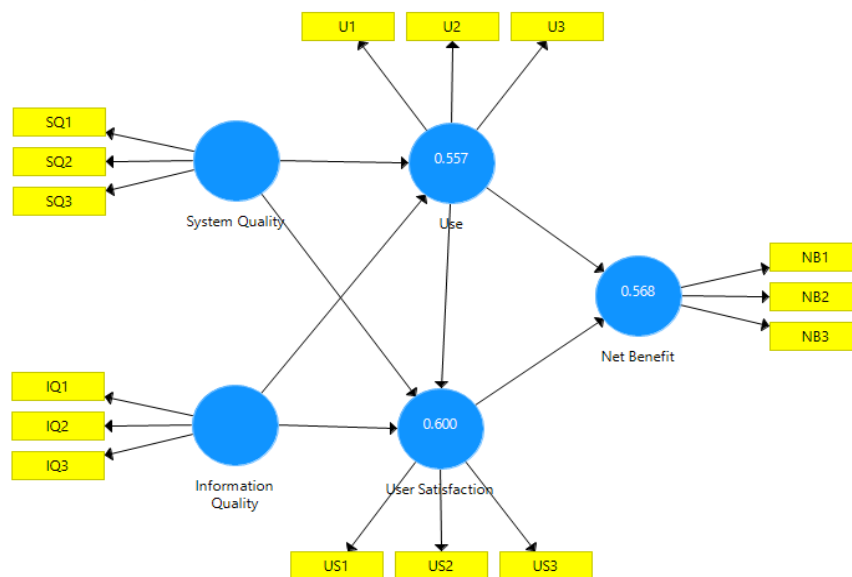 U1
U2
U3
SQ1
SQ2
SQ3
System Quality
0.557
Use
0.568
Net Benefit
NB1
NB2
NB3
IQ1
IQ2
IQ3
Information
Quality
0.600
User Satisfaction
US1
US2
US3